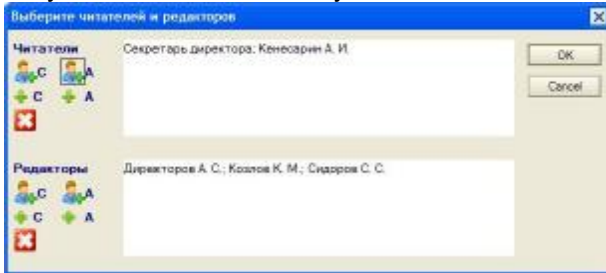 Выберите читателей и редакторов
Читатели
Секретарь директора; Кенесарин А. И.
OK
С
А
Cancel
С
А
Редакторы
Директоров А. С.; Козлов К. М.; Сидоров С. С.
С
А
С
А